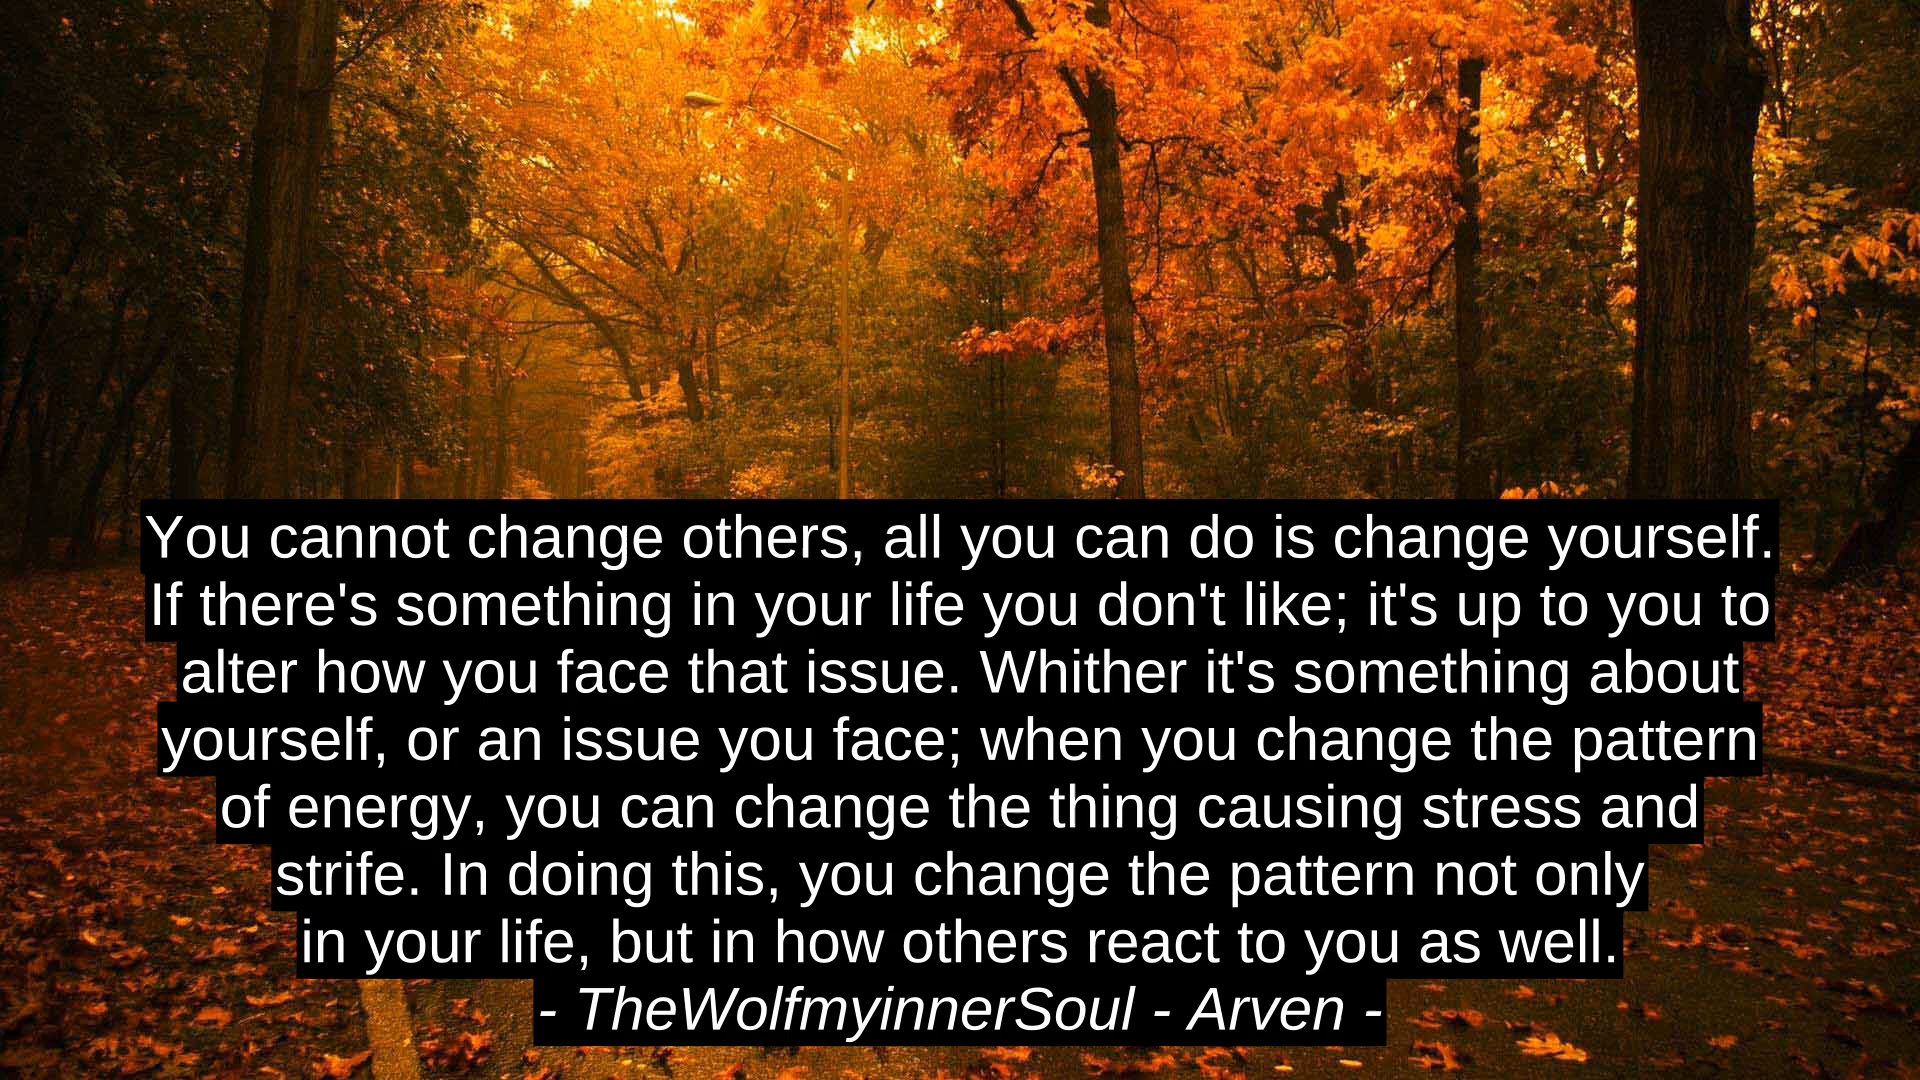 You cannot change others, all you can do is change yourself.
If there's something in your life you don't like; it's up to you to
alter how you face that issue. Whither it's something about
yourself, or an issue you face; when you change the pattern
of energy, you can change the thing causing stress and
strife. In doing this, you change the pattern not only
in your life, but in how others react to you as well.
- TheWolfmyinnerSoul - Arven -